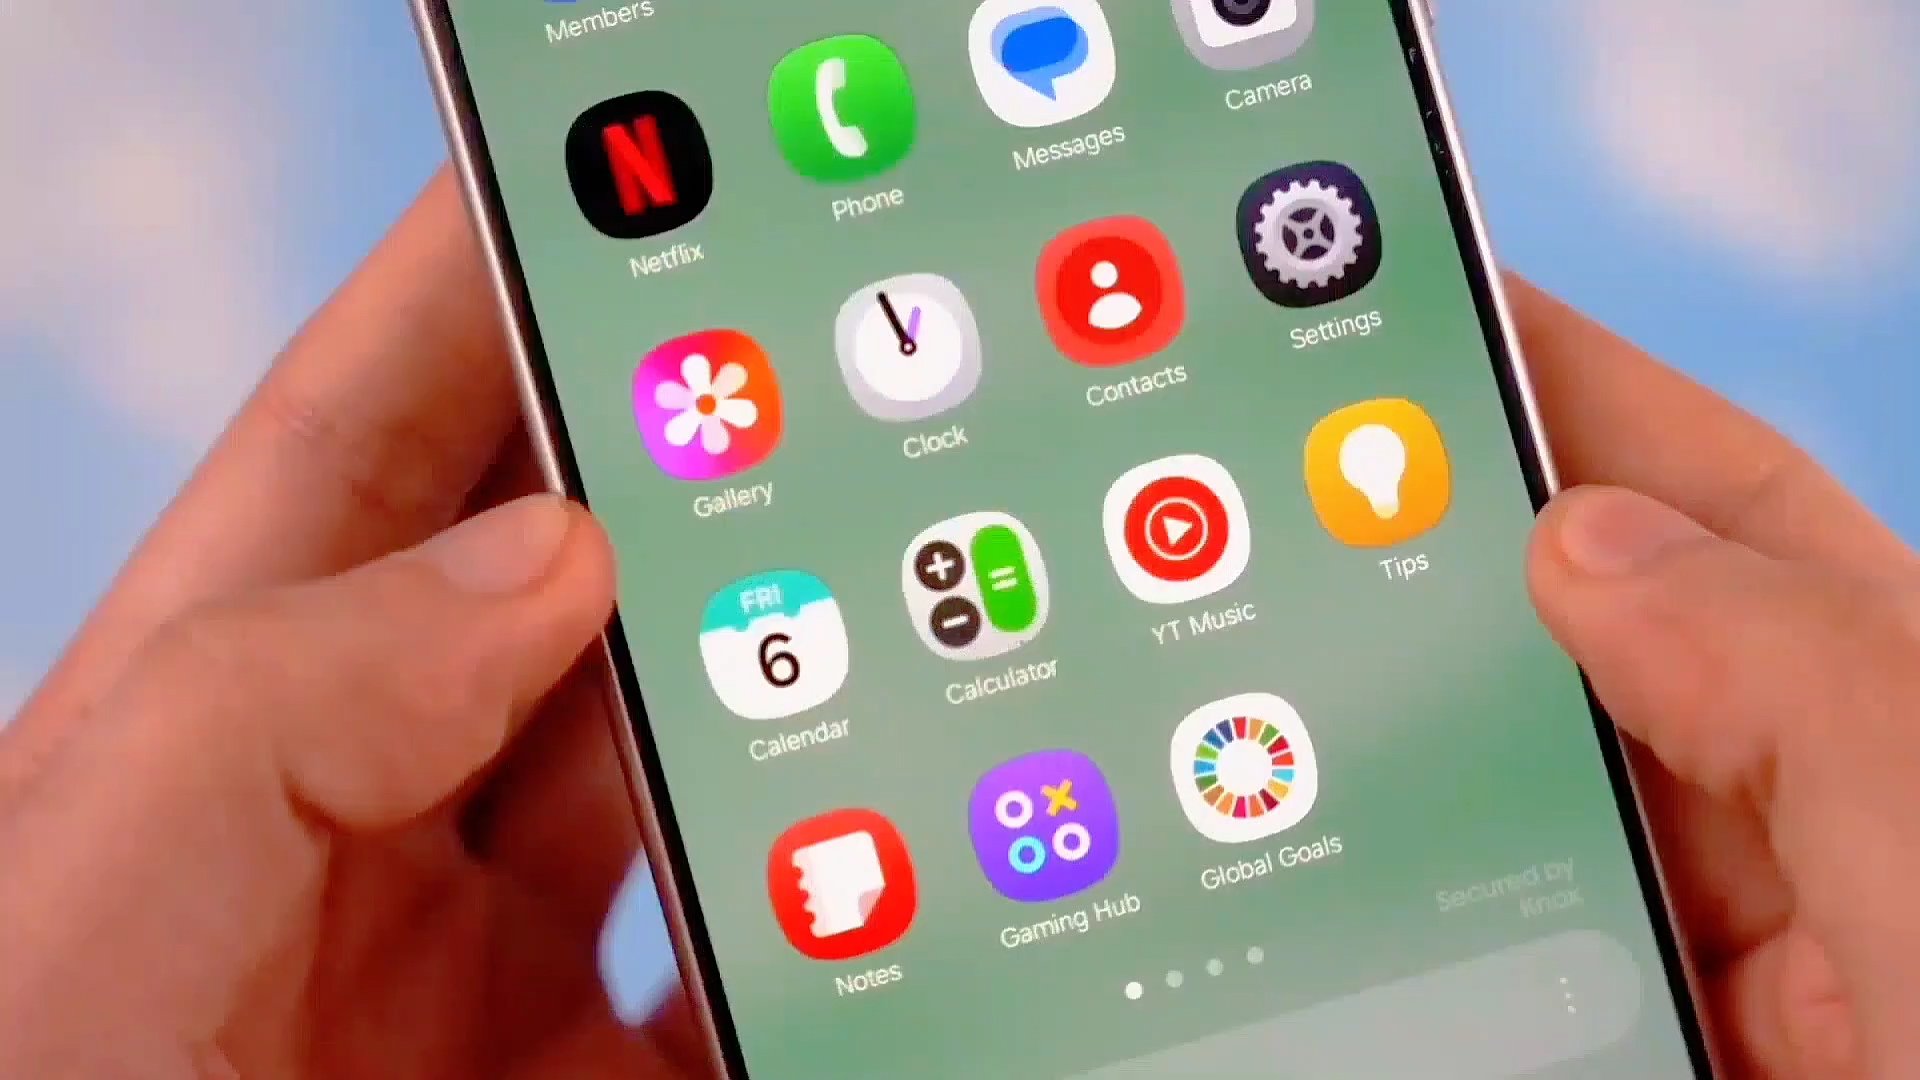 Members
N
Netflix
Phone
Messages
Camera
Gallery
Clock
Contacts
Settings
FRI
6
Calendar
Calculator
YT Music
Tips
Notes
Gaming Hub
Global Goals
Secured by
Knox